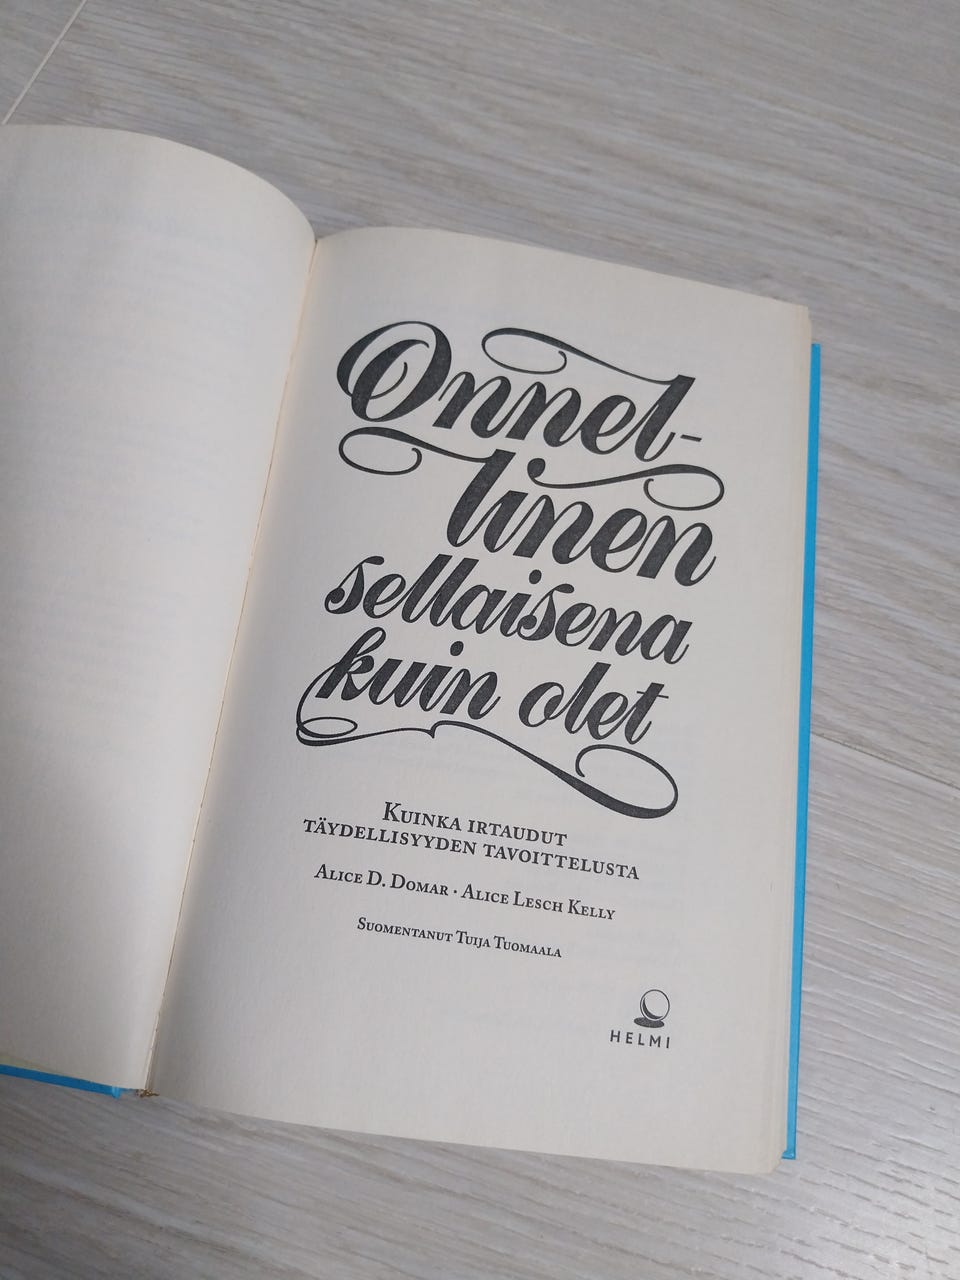 Onnel-
linen
sellaisena
kuin olet
KUINKA IRTAUDUT
TÄYDELLISYYDEN TAVOITTELUSTA
ALICE D. DOMAR · ALICE LESCH KELLY
SUOMENTANUT TUIJA TUOMAALA
HELMI